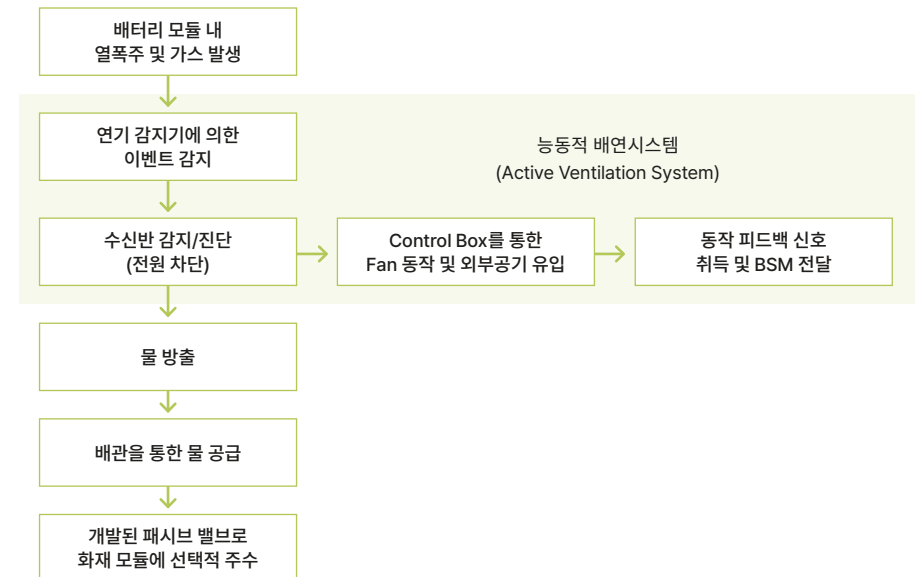 배터리 모듈 내
열폭주 및 가스 발생
연기 감지기에 의한
이벤트 감지
능동적 배연시스템
(Active Ventilation System)
수신반 감지/진단
(전원 차단)
Control Box를 통한
Fan 동작 및 외부공기 유입
동작 피드백 신호
취득 및 BSM 전달
물 방출
배관을 통한 물 공급
개발된 패시브 밸브로
화재 모듈에 선택적 주수